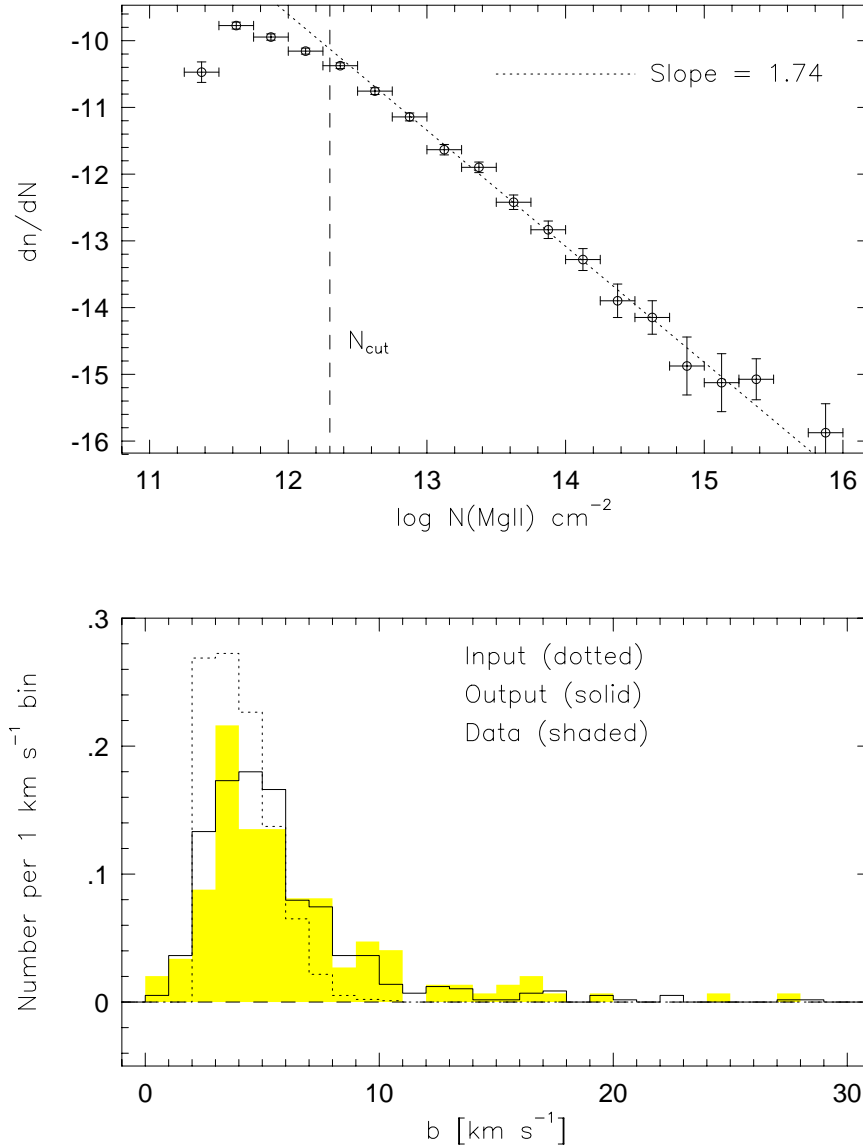 -10
-11
-12
-13
-14
-15
-16
dn/dN
Slope = 1.74
N_cut
11 12 13 14 15 16
log N(MgII) cm⁻²
.3
.2
.1
0
Number per 1 km s⁻¹ bin
Input (dotted)
Output (solid)
Data (shaded)
0 10 20 30
b [km s⁻¹]